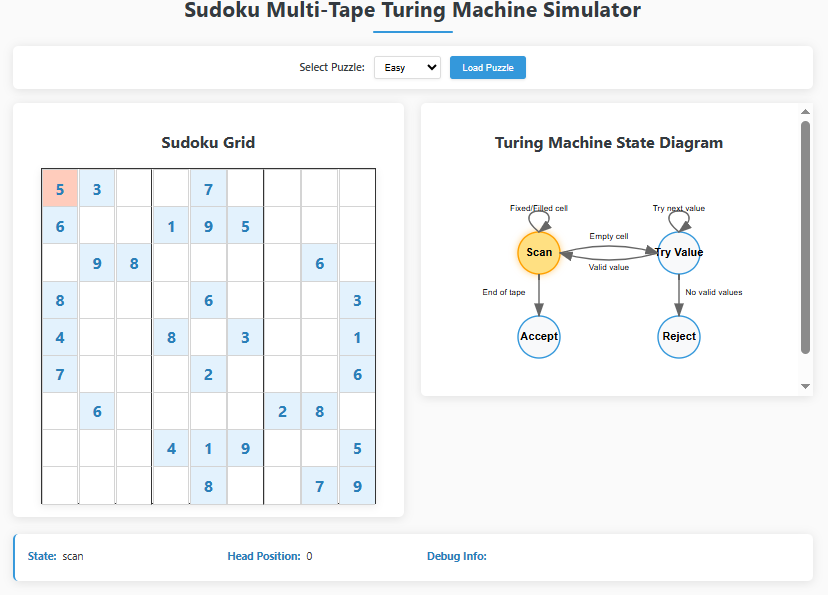 Sudoku Multi-Tape Turing Machine Simulator
Select Puzzle: Easy Load Puzzle
Sudoku Grid
5 3 7
6 1 9 5
9 8 6
8 6 3
4 8 3 1
7 2 6
6 2 8
4 1 9 5
8 7 9
Turing Machine State Diagram
Fixed/Filled cell Try next value
Empty cell
Scan Try Value
Valid value
End of tape No valid values
Accept Reject
State: scan Head Position: 0 Debug Info: